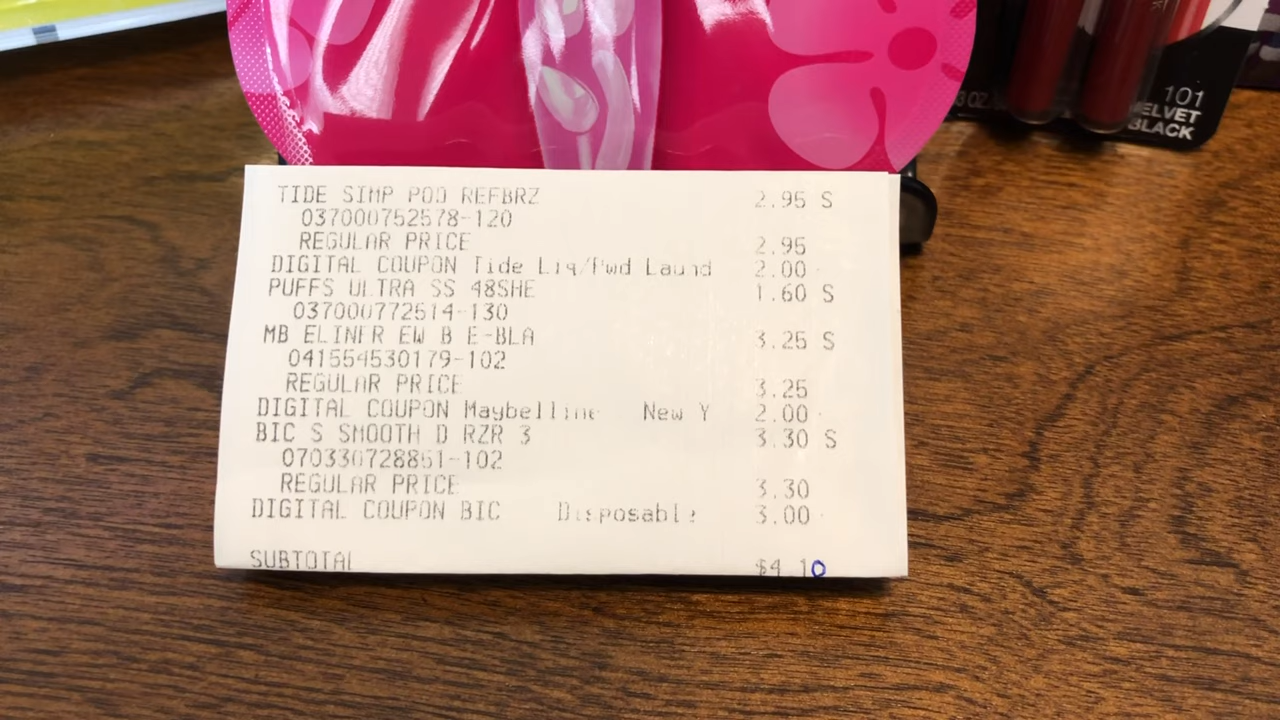 101
VELVET
BLACK
TIDE SIMP POD REFBRZ 2.95 S
037000752578-120
REGULAR PRICE 2.95
DIGITAL COUPON Tide Liq/Pwd Laund 2.00-
PUFFS ULTRA SS 48SHE 1.60 S
037000772614-130
MB ELINER EW B E-BLA 3.25 S
041554530179-102
REGULAR PRICE 3.25
DIGITAL COUPON Maybelline New Y 2.00-
BIC S SMOOTH D RZR 3 3.30 S
070330728851-102
REGULAR PRICE 3.30
DIGITAL COUPON BIC Disposabl 3.00-
SUBTOTAL $4.10